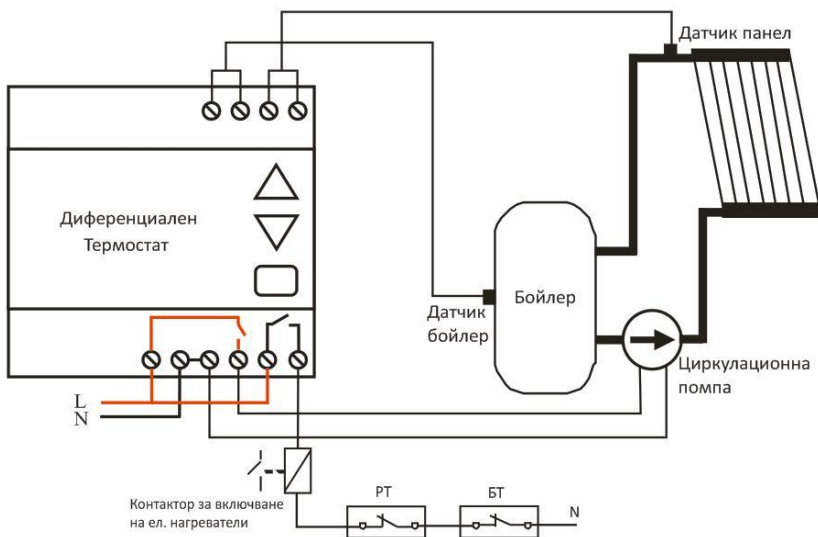 Датчик панел
Диференциален
Термостат
Бойлер
Датчик
бойлер
Циркулационна
помпа
L
N
Контактор за включване
на ел. нагреватели
РТ
БТ
N